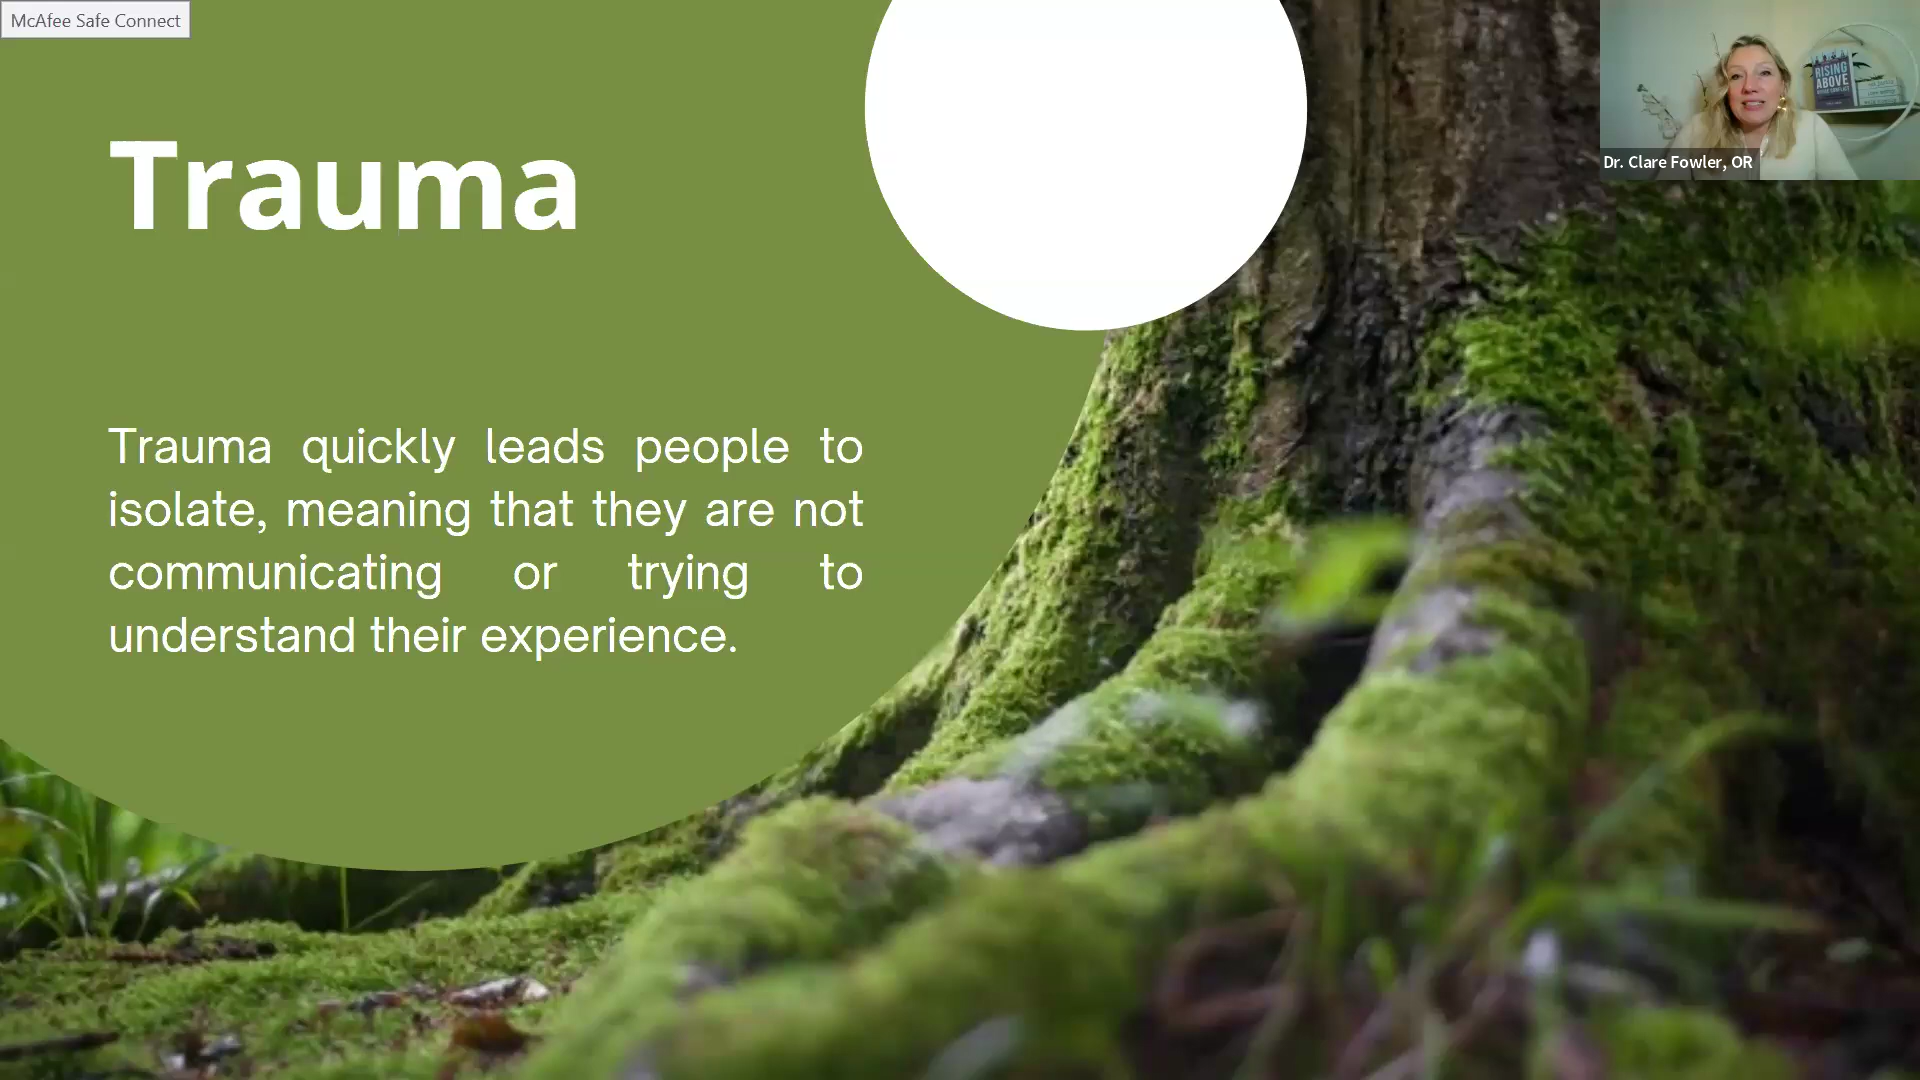 McAfee Safe Connect
Trauma
Trauma quickly leads people to
isolate, meaning that they are not
communicating or trying to
understand their experience.
RISING
ABOVE
Dr. Clare Fowler, OR